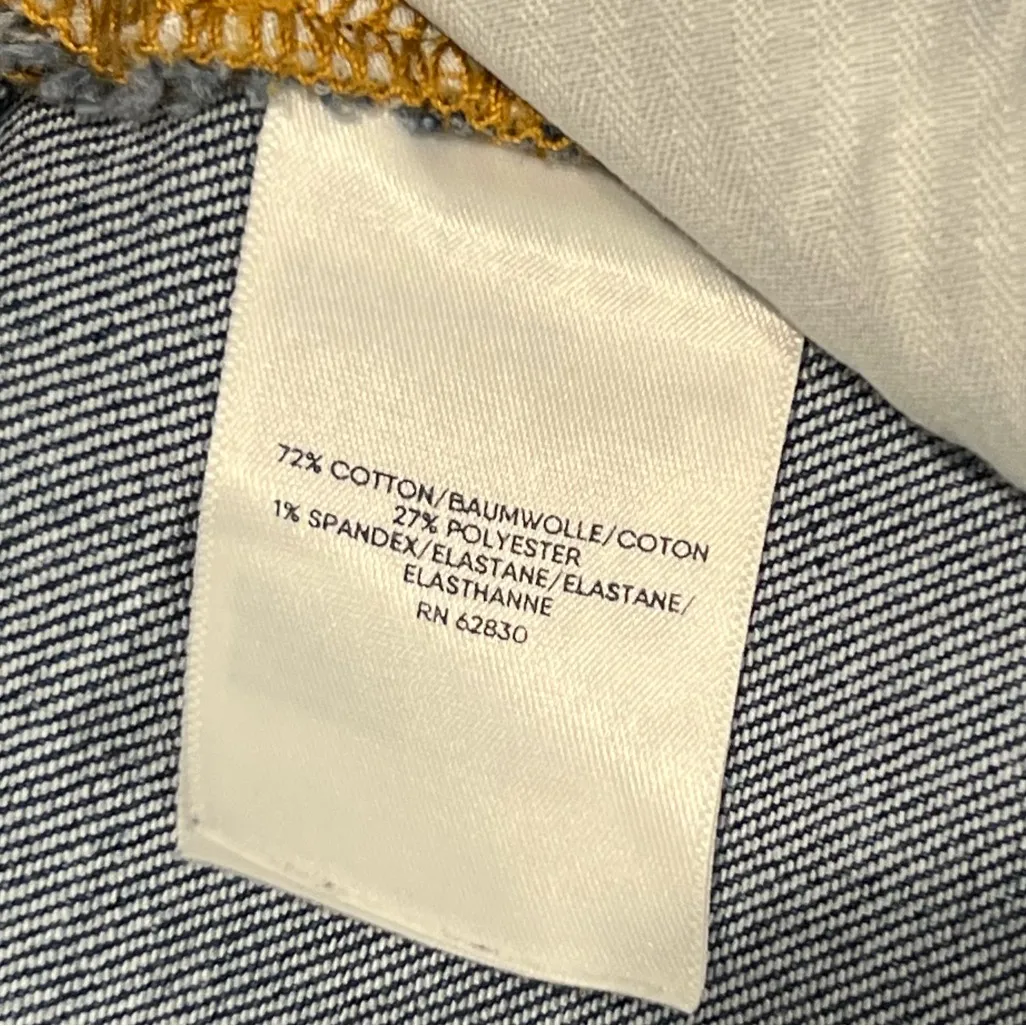 72% COTTON/BAUMWOLLE/COTON
27% POLYESTER
1% SPANDEX/ELASTANE/ELASTANE/
ELASTHANNE
RN 62830